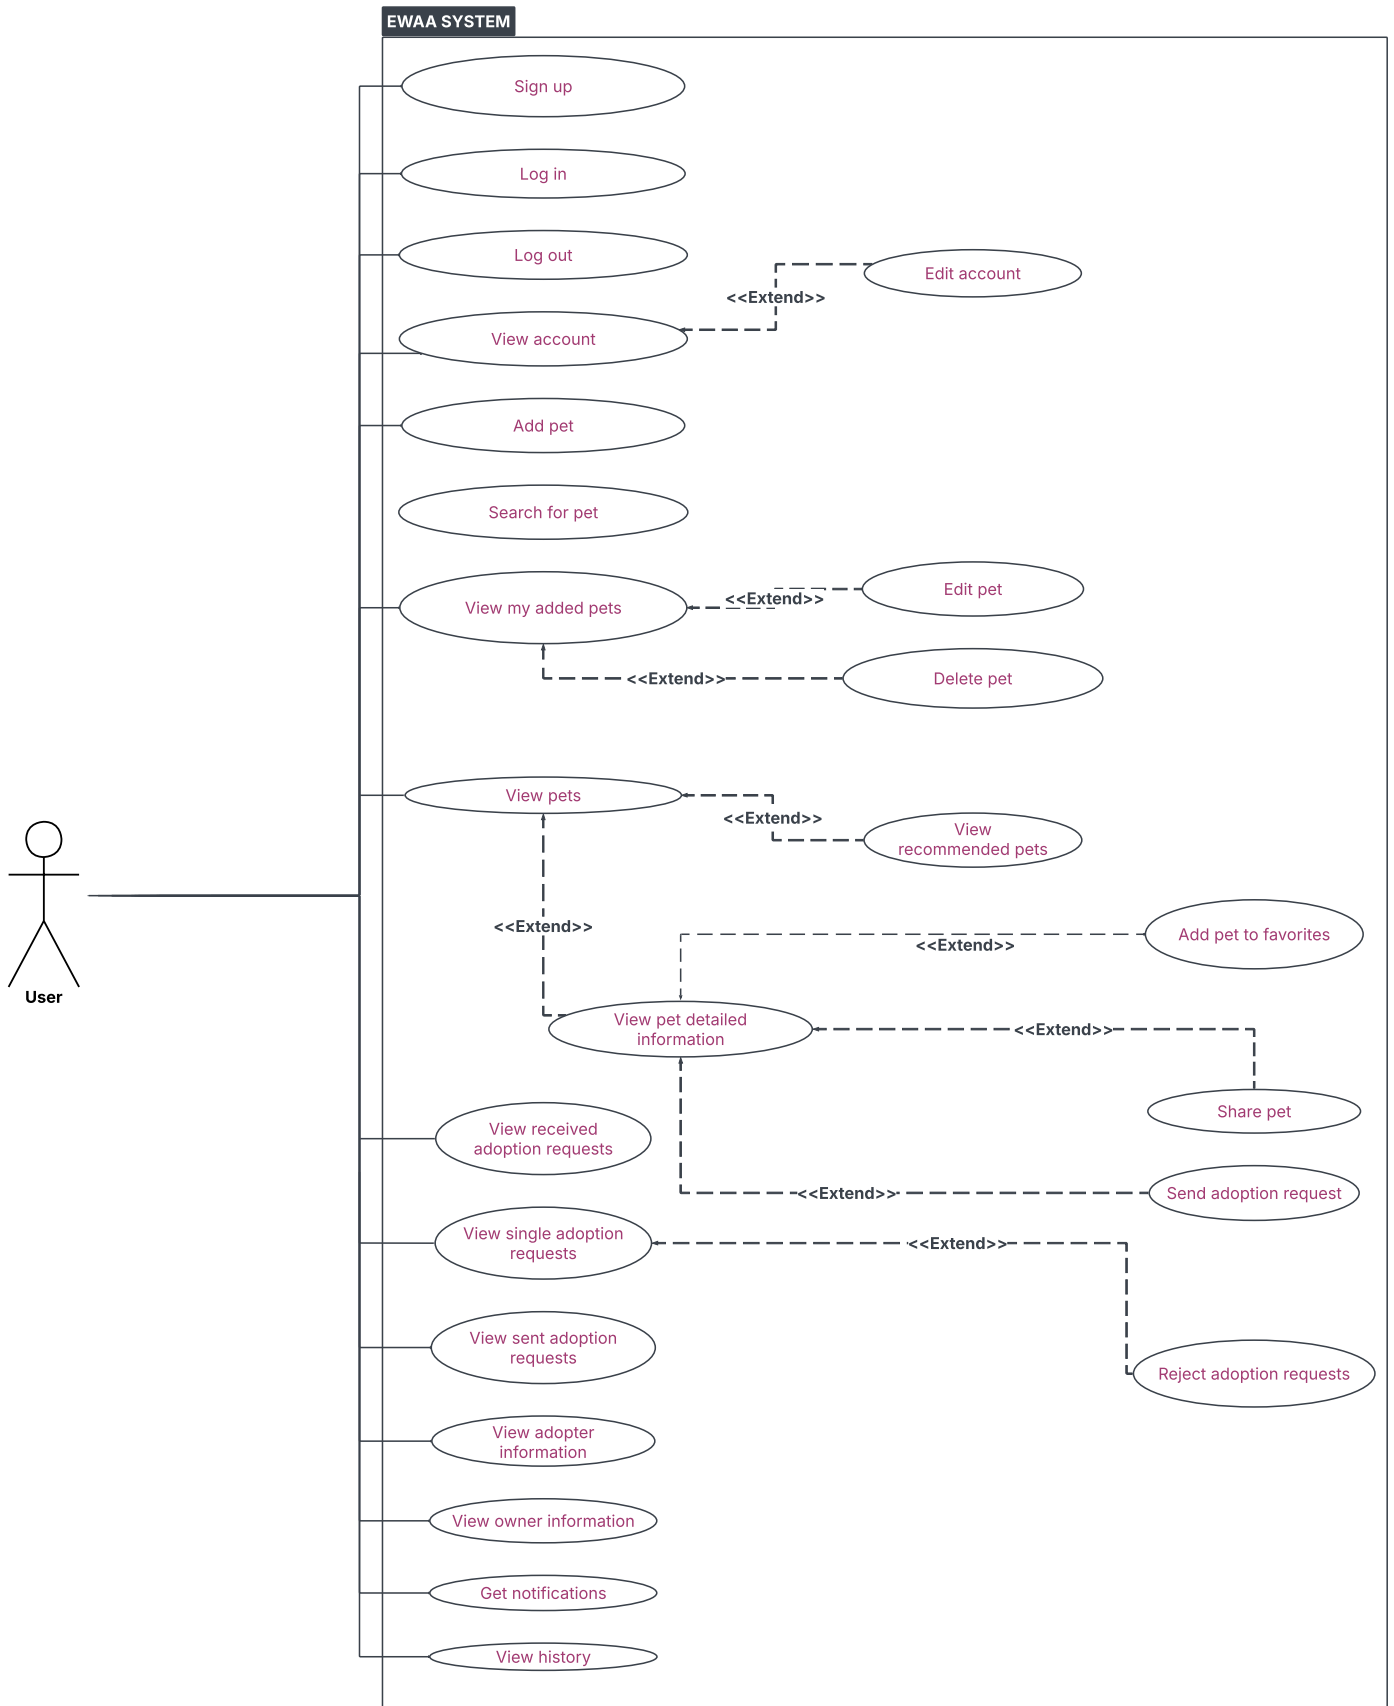 EWAA SYSTEM
Sign up
Log in
Log out
Edit account
<<Extend>>
View account
Add pet
Search for pet
Edit pet
<<Extend>>
View my added pets
<<Extend>>
Delete pet
View pets
<<Extend>>
View
recommended pets
<<Extend>>
Add pet to favorites
<<Extend>>
User
View pet detailed
information
<<Extend>>
Share pet
View received
adoption requests
<<Extend>>
Send adoption request
View single adoption
requests
<<Extend>>
View sent adoption
requests
Reject adoption requests
View adopter
information
View owner information
Get notifications
View history